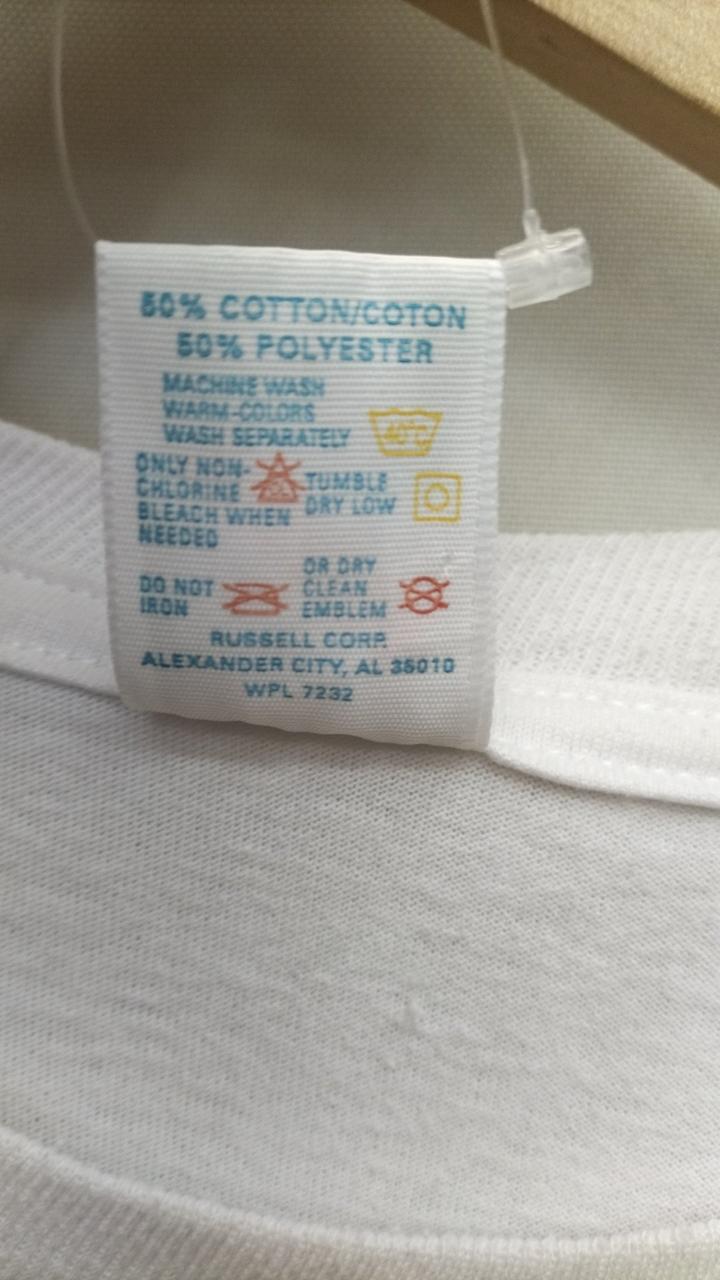 50% COTTON/COTON
50% POLYESTER
MACHINE WASH
WARM-COLORS
WASH SEPARATELY
40°C
ONLY NON-
CHLORINE
BLEACH WHEN
NEEDED
TUMBLE
DRY LOW
DO NOT
IRON
OR DRY
CLEAN
EMBLEM
RUSSELL CORP.
ALEXANDER CITY, AL 35010
WPL 7232